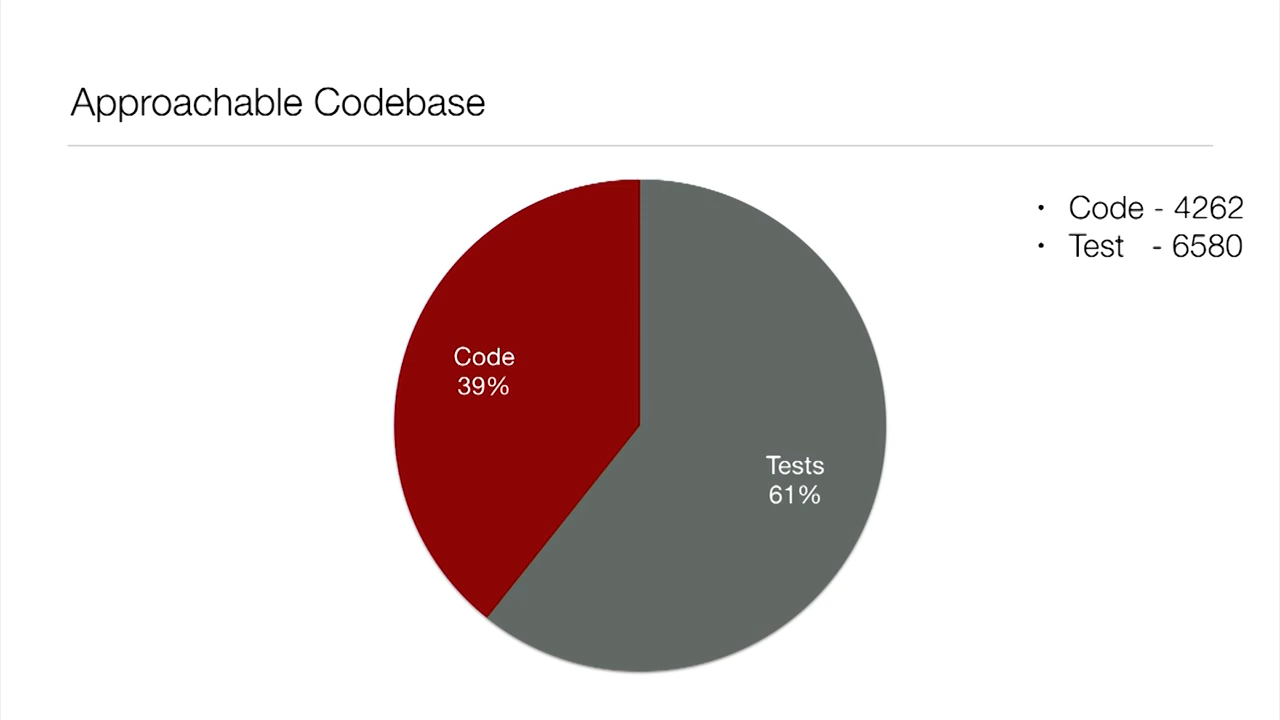 Approachable Codebase
• Code - 4262
• Test - 6580
Code
39%
Tests
61%